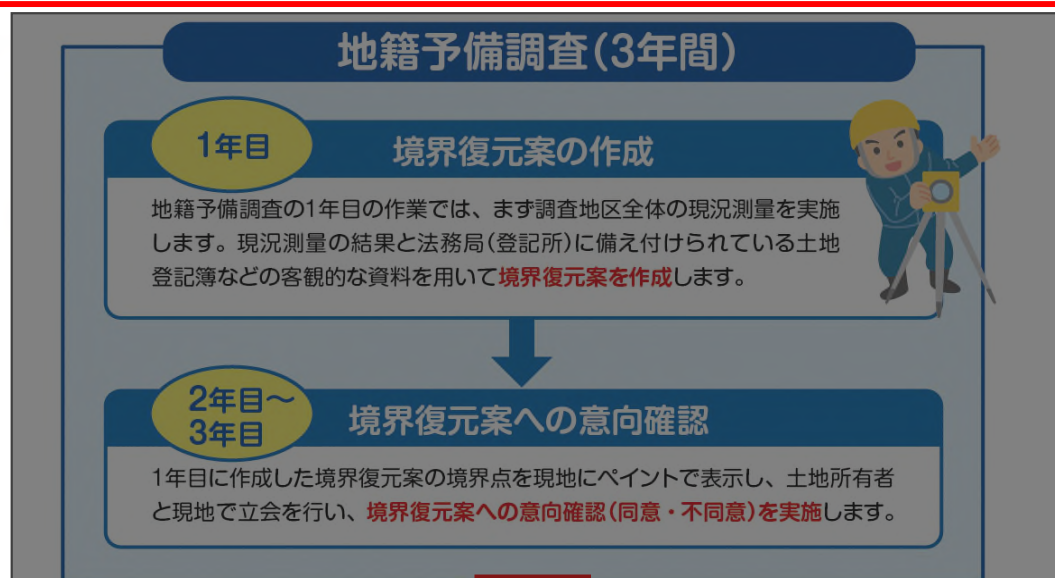 地籍予備調査(3年間)
1年目
境界復元案の作成
地籍予備調査の1年目の作業では、まず調査地区全体の現況測量を実施
します。現況測量の結果と法務局(登記所)に備え付けられている土地
登記簿などの客観的な資料を用いて境界復元案を作成します。
2年目～
3年目
境界復元案への意向確認
1年目に作成した境界復元案の境界点を現地にペイントで表示し、土地所有者
と現地で立会を行い、境界復元案への意向確認(同意・不同意)を実施します。